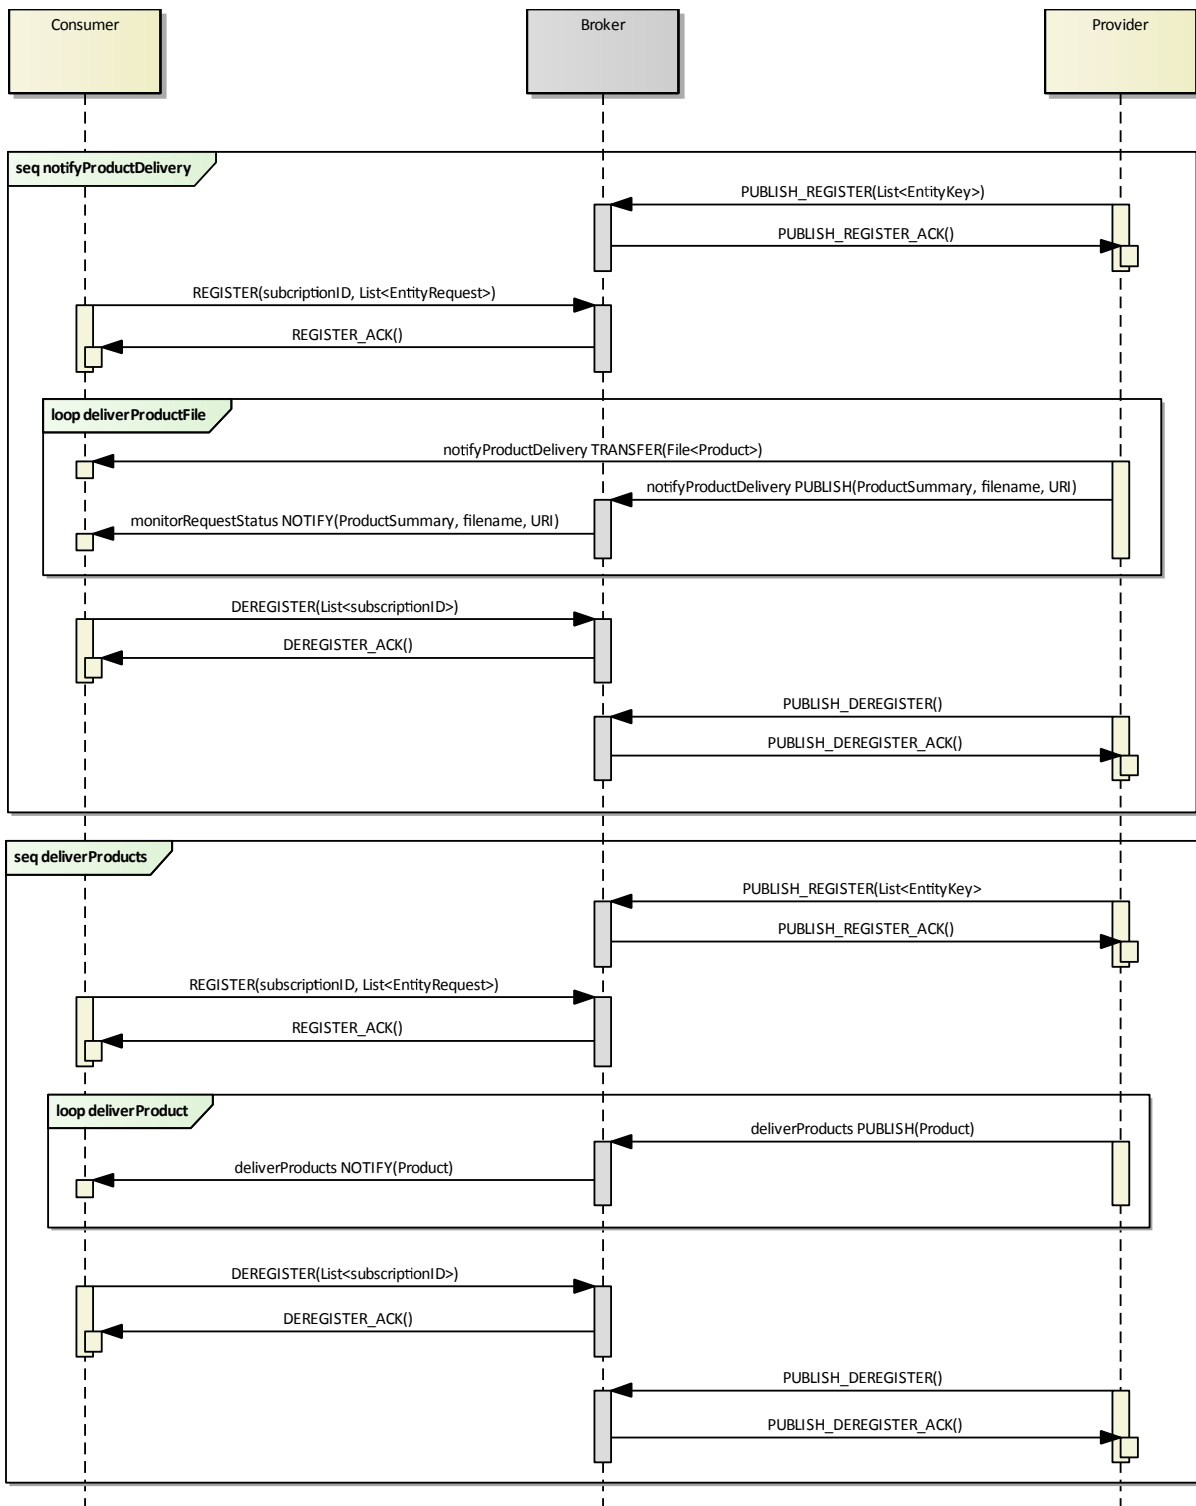 Consumer
Broker
Provider
seq notifyProductDelivery
PUBLISH_REGISTER(List<EntityKey>)
PUBLISH_REGISTER_ACK()
REGISTER(subcriptionID, List<EntityRequest>)
REGISTER_ACK()
loop deliverProductFile
notifyProductDelivery TRANSFER(File<Product>)
notifyProductDelivery PUBLISH(ProductSummary, filename, URI)
monitorRequestStatus NOTIFY(ProductSummary, filename, URI)
DEREGISTER(List<subscriptionID>)
DEREGISTER_ACK()
PUBLISH_DEREGISTER()
PUBLISH_DEREGISTER_ACK()
seq deliverProducts
PUBLISH_REGISTER(List<EntityKey>
PUBLISH_REGISTER_ACK()
REGISTER(subscriptionID, List<EntityRequest>)
REGISTER_ACK()
loop deliverProduct
deliverProducts PUBLISH(Product)
deliverProducts NOTIFY(Product)
DEREGISTER(List<subscriptionID>)
DEREGISTER_ACK()
PUBLISH_DEREGISTER()
PUBLISH_DEREGISTER_ACK()